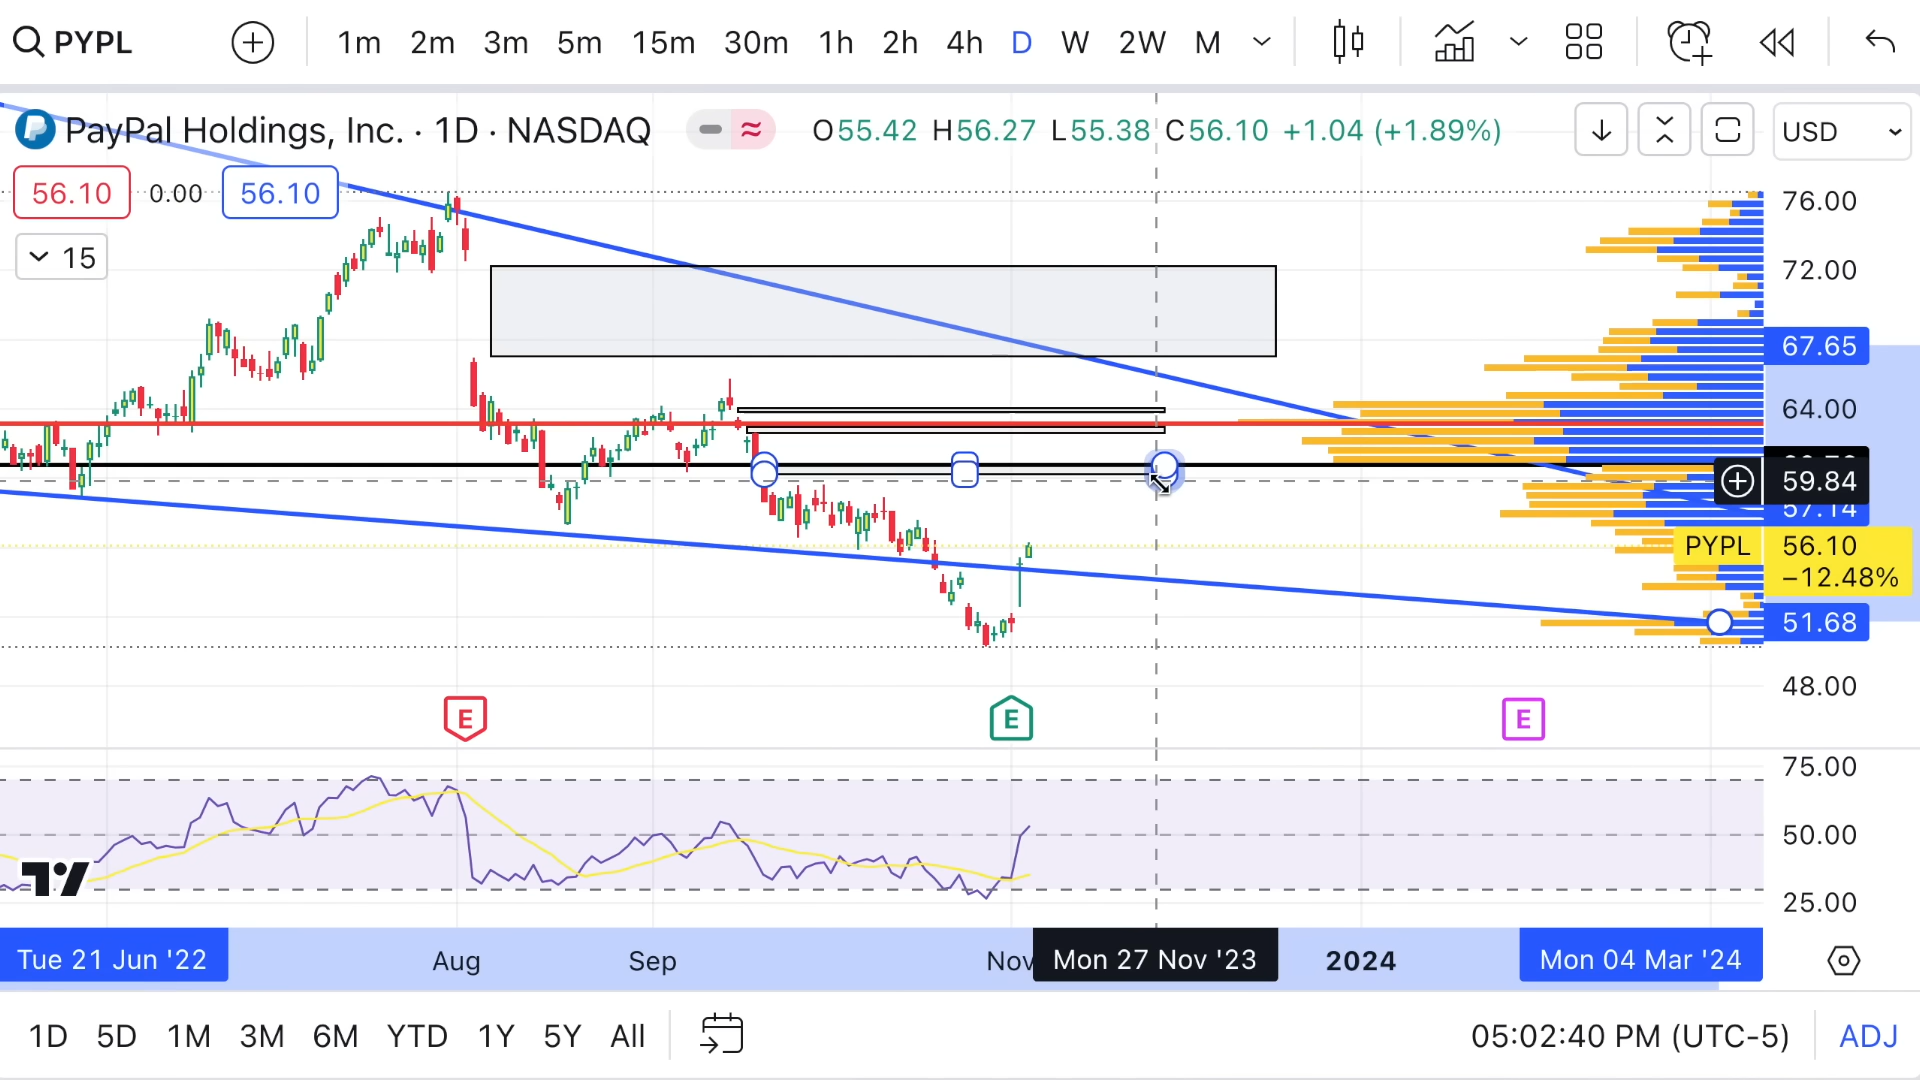 PYPL 1m 2m 3m 5m 15m 30m 1h 2h 4h D W 2W M
PayPal Holdings, Inc. · 1D · NASDAQ O55.42 H56.27 L55.38 C56.10 +1.04 (+1.89%) USD
56.10 0.00 56.10
15
76.00
72.00
67.65
64.00
59.84
57.14
PYPL 56.10
−12.48%
51.68
48.00
E E E
75.00
50.00
25.00
Tue 21 Jun '22 Aug Sep Nov Mon 27 Nov '23 2024 Mon 04 Mar '24
1D 5D 1M 3M 6M YTD 1Y 5Y All 05:02:40 PM (UTC-5) ADJ